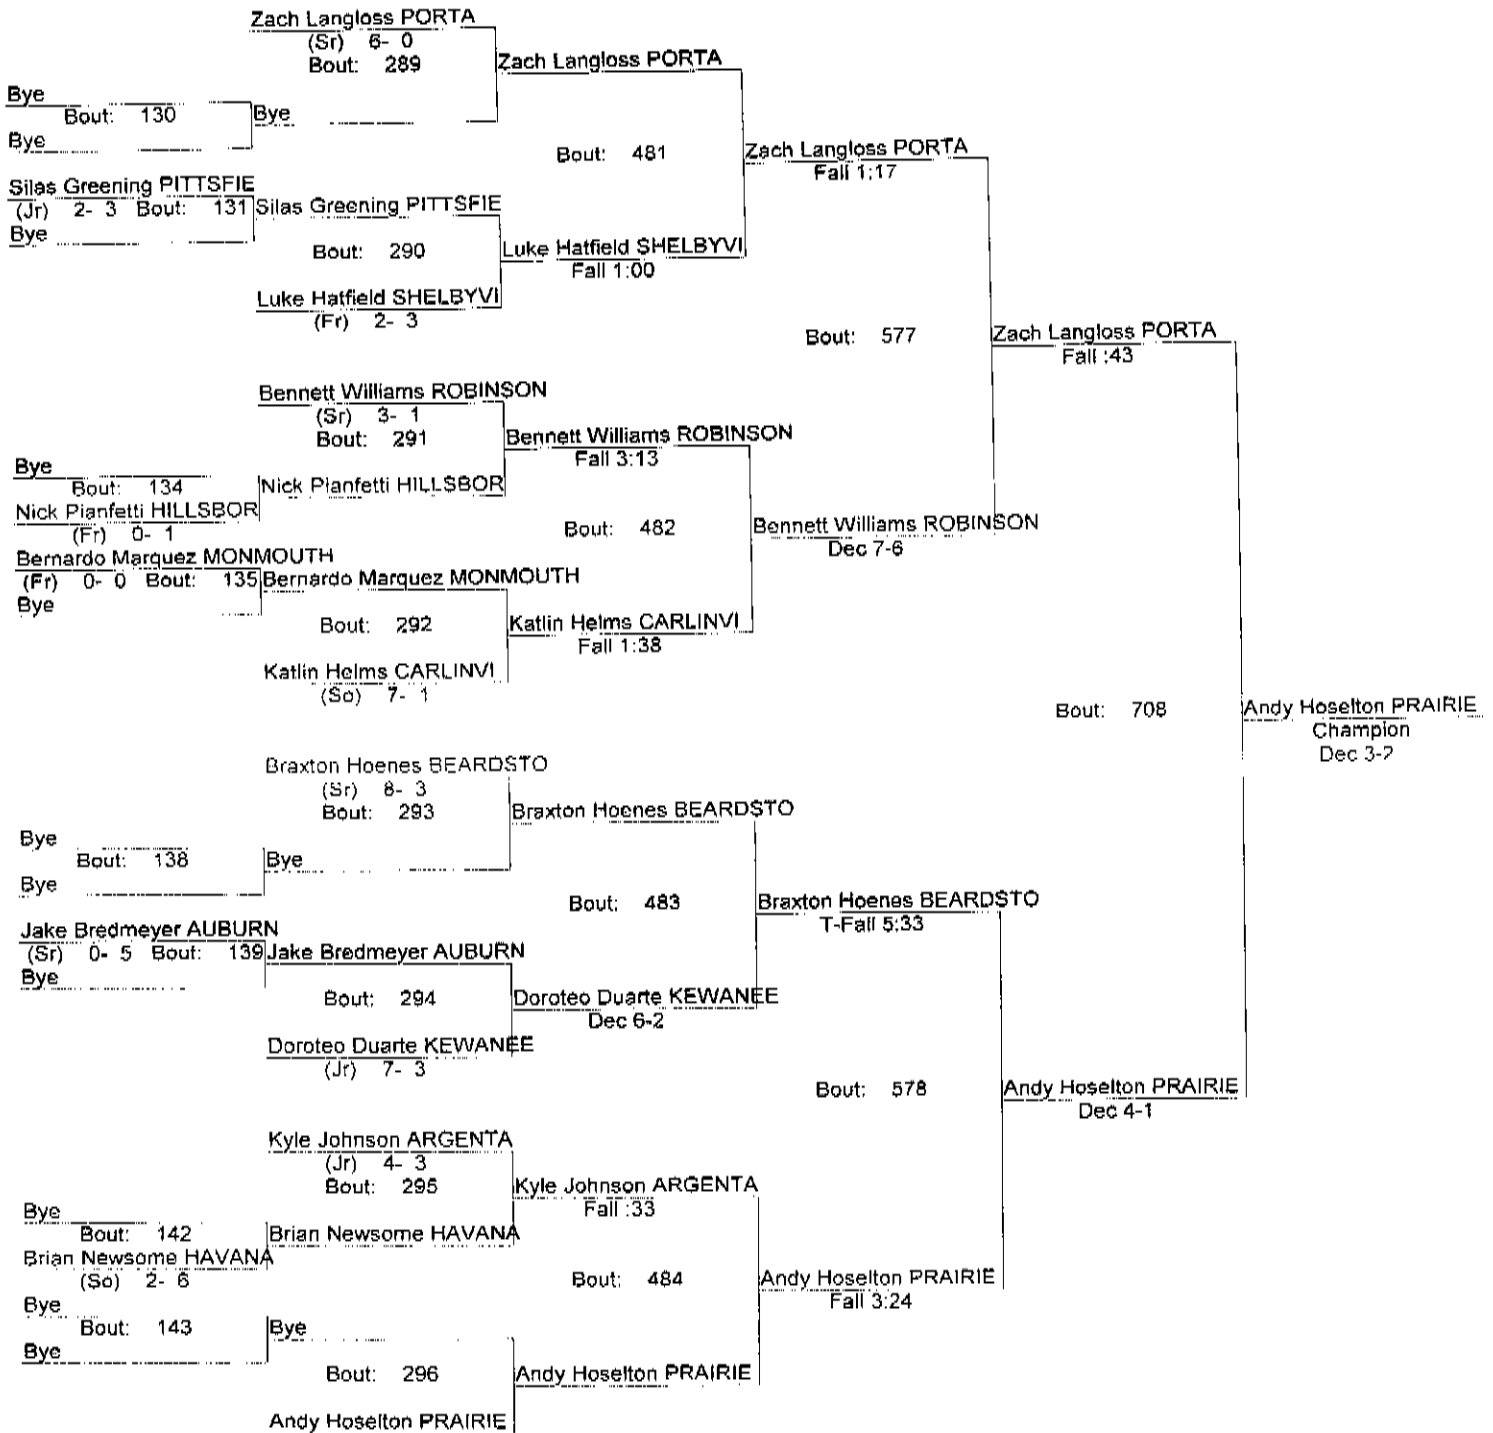 Zach Langloss PORTA
(Sr) 6- 0
Bout: 289
Zach Langloss PORTA
Bye
Bout: 130
Bye
Bye
Bout: 481
Zach Langloss PORTA
Fall 1:17
Silas Greening PITTSFIE
(Jr) 2- 3 Bout: 131
Silas Greening PITTSFIE
Bye
Bout: 290
Luke Hatfield SHELBYVI
Fall 1:00
Luke Hatfield SHELBYVI
(Fr) 2- 3
Bout: 577
Zach Langloss PORTA
Fall :43
Bennett Williams ROBINSON
(Sr) 3- 1
Bout: 291
Bennett Williams ROBINSON
Fall 3:13
Bye
Bout: 134
Nick Pianfetti HILLSBOR
Nick Pianfetti HILLSBOR
(Fr) 0- 1
Bout: 482
Bennett Williams ROBINSON
Dec 7-6
Bernardo Marquez MONMOUTH
(Fr) 0- 0 Bout: 135
Bernardo Marquez MONMOUTH
Bye
Bout: 292
Katlin Helms CARLINVI
Fall 1:38
Katlin Helms CARLINVI
(So) 7- 1
Bout: 708
Andy Hoselton PRAIRIE
Champion
Dec 3-2
Braxton Hoenes BEARDSTO
(Sr) 8- 3
Bout: 293
Braxton Hoenes BEARDSTO
Bye
Bout: 138
Bye
Bye
Bout: 483
Braxton Hoenes BEARDSTO
T-Fall 5:33
Jake Bredmeyer AUBURN
(Sr) 0- 5 Bout: 139
Jake Bredmeyer AUBURN
Bye
Bout: 294
Doroteo Duarte KEWANEE
Dec 6-2
Doroteo Duarte KEWANEE
(Jr) 7- 3
Bout: 578
Andy Hoselton PRAIRIE
Dec 4-1
Kyle Johnson ARGENTA
(Jr) 4- 3
Bout: 295
Kyle Johnson ARGENTA
Fall :33
Bye
Bout: 142
Brian Newsome HAVANA
Brian Newsome HAVANA
(So) 2- 6
Bout: 484
Andy Hoselton PRAIRIE
Fall 3:24
Bye
Bout: 143
Bye
Bye
Bout: 296
Andy Hoselton PRAIRIE
Andy Hoselton PRAIRIE